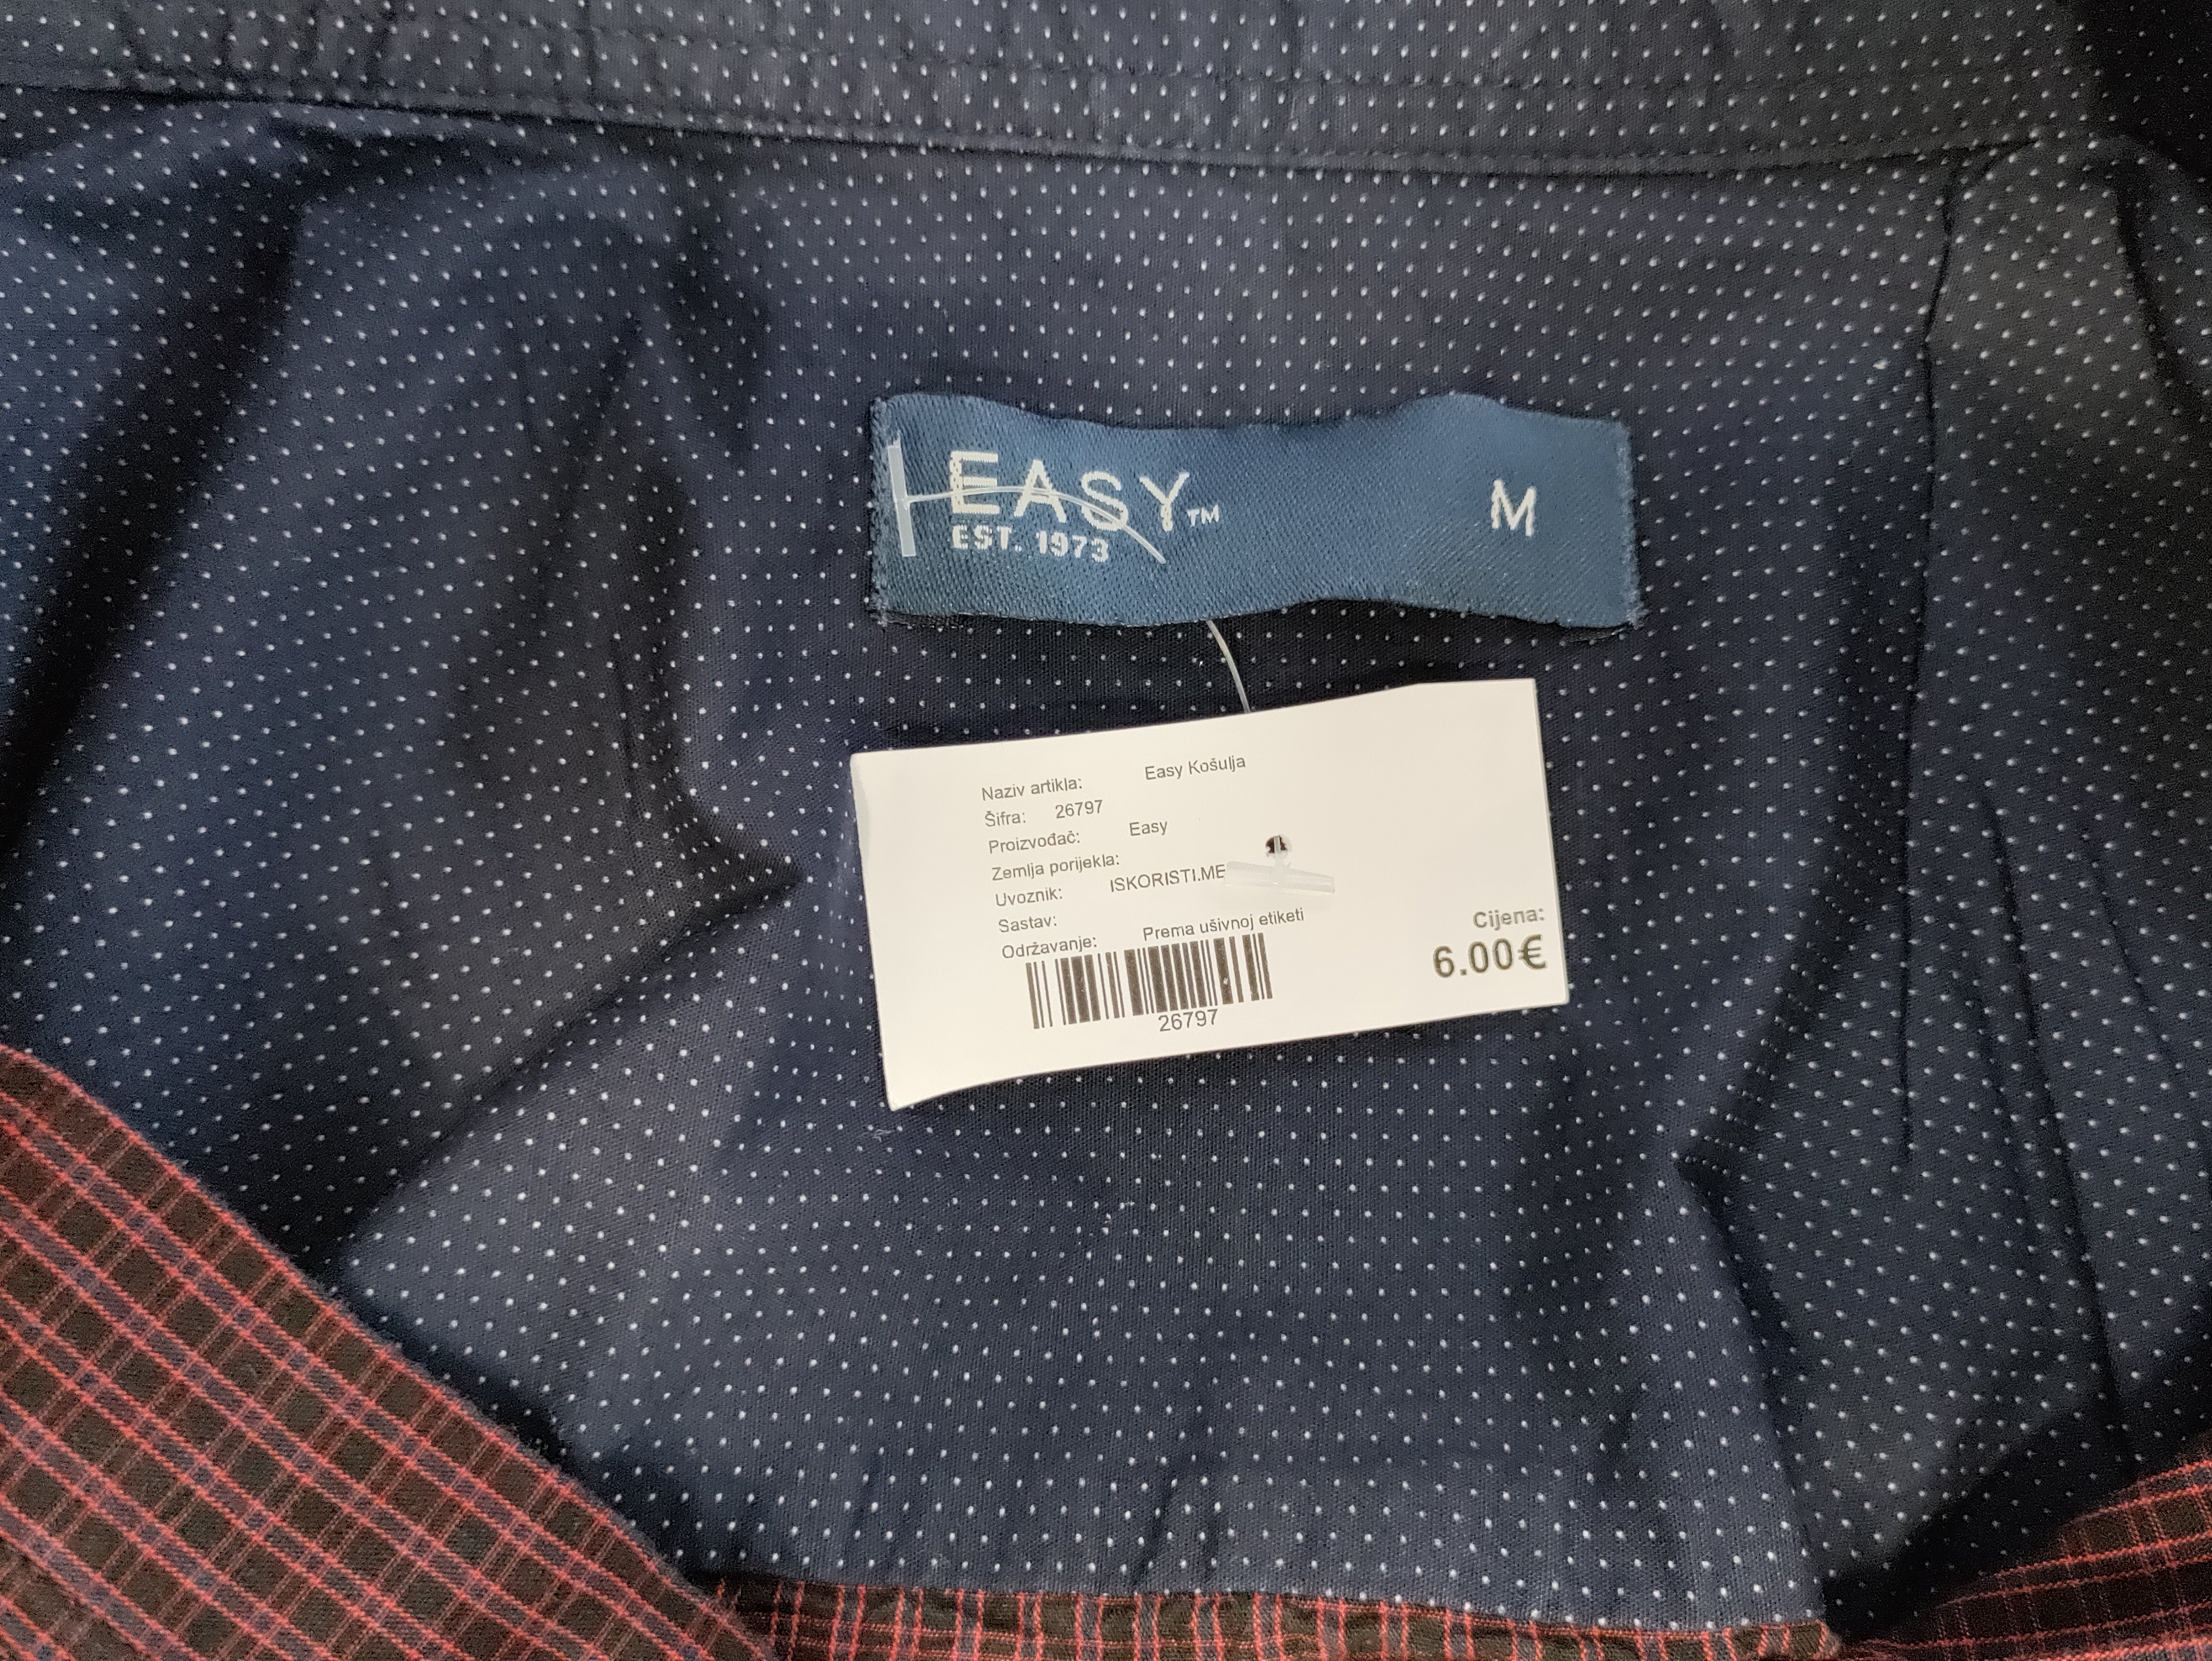 EASY™ M
EST. 1973
Naziv artikla: Easy Košulja
Šifra: 26797
Proizvođač: Easy
Zemlja porijekla:
Uvoznik: ISKORISTI.ME
Sastav:
Održavanje: Prema ušivnoj etiketi
26797
Cijena:
6.00€